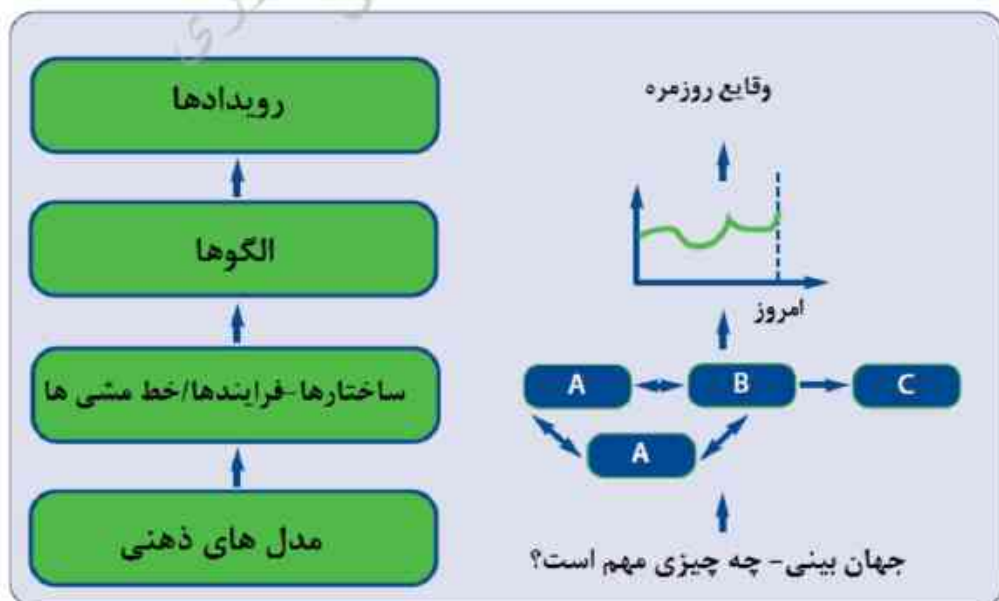 رویدادها
الگوها
ساختارها-فرایندها/خط مشی ها
مدل های ذهنی
وقایع روزمره
امروز
A B C
A
جهان بینی- چه چیزی مهم است؟